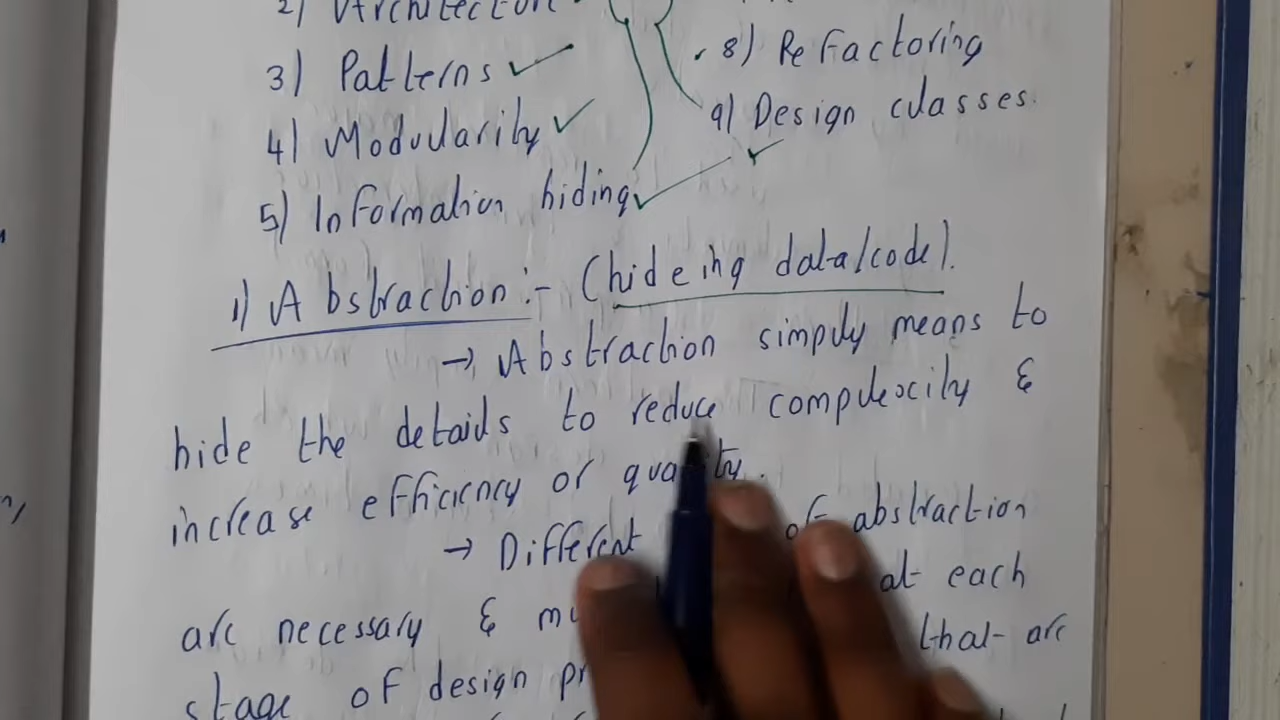 2) Architecture
3) Patterns
4) Modularity
5) Information hiding
8) Refactoring
9) Design classes.
1) Abstraction :- (hideing data/code).
→ Abstraction simply means to
hide the details to reduce complexity &
increase efficiency or quality.
→ Different of abstraction
are necessary & at each
stage of design that are